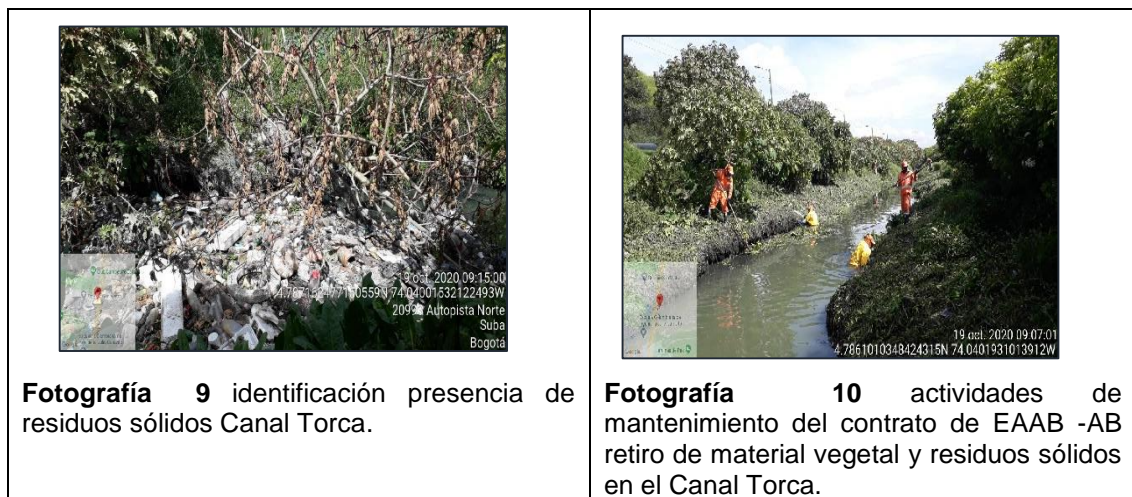 19 oct. 2020 09:15:00
Autopista Norte
Suba
Bogotá
19 oct. 2020 09:07:01
4.7861010348424315N 74.0401931013912W
Fotografía 9 identificación presencia de
residuos sólidos Canal Torca.
Fotografía 10 actividades de
mantenimiento del contrato de EAAB -AB
retiro de material vegetal y residuos sólidos
en el Canal Torca.